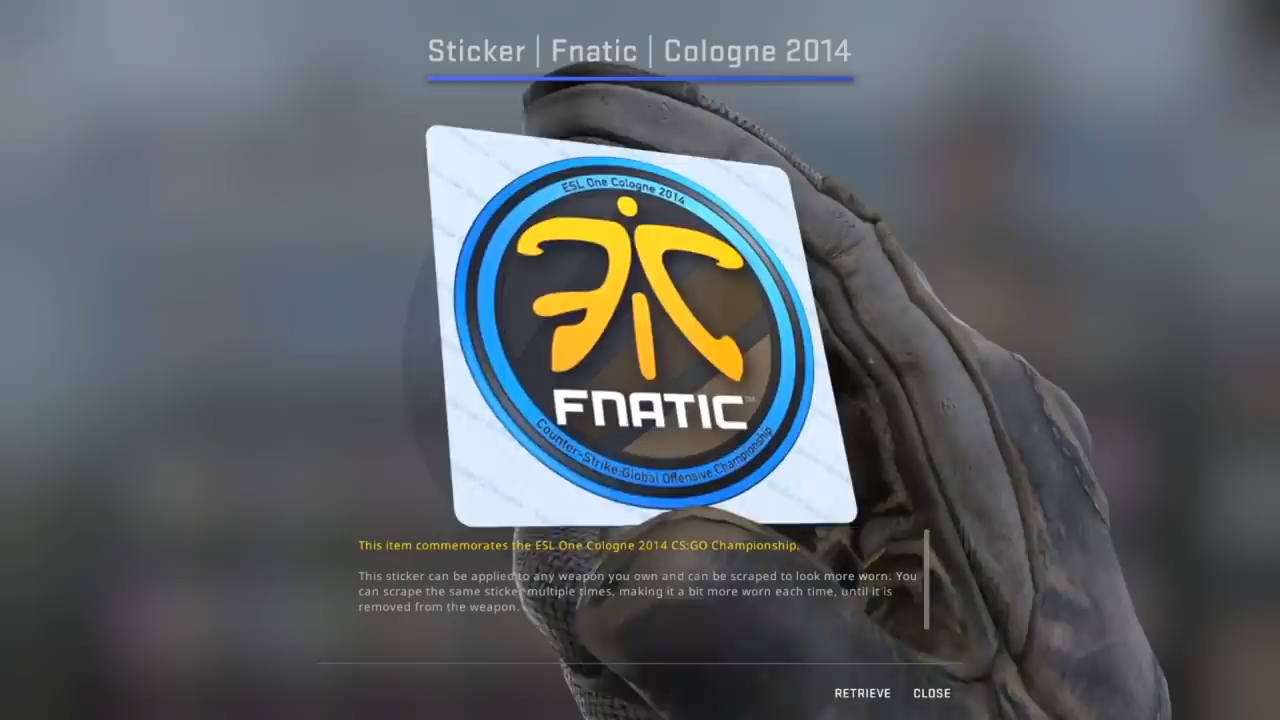 Sticker | Fnatic | Cologne 2014
ESL One Cologne 2014
FNATIC™
Counter-Strike:Global Offensive Championship
This item commemorates the ESL One Cologne 2014 CS:GO Championship.
This sticker can be applied to any weapon you own and can be scraped to look more worn. You
can scrape the same sticker multiple times, making it a bit more worn each time, until it is
removed from the weapon.
RETRIEVE CLOSE